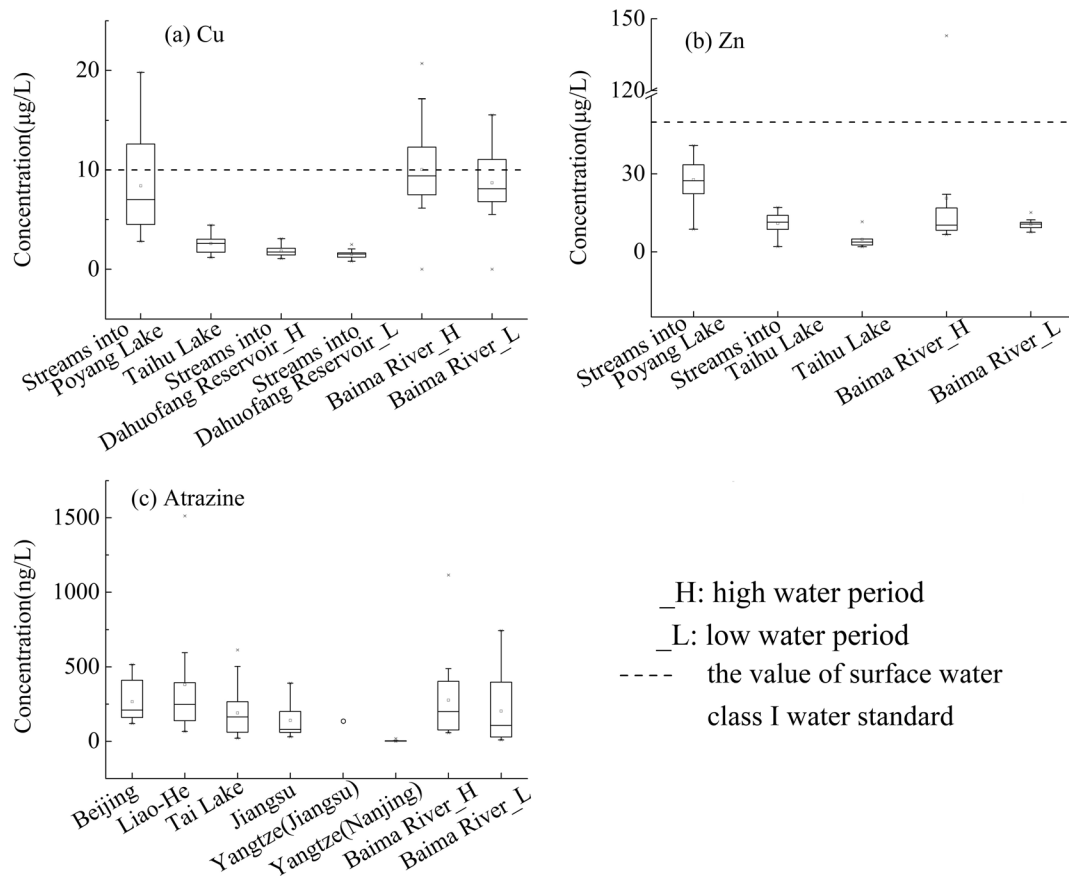 (a) Cu
Concentration(μg/L)
20
10
0
Streams into
Poyang Lake
Taihu Lake
Streams into
Dahuofang Reservoir_H
Streams into
Dahuofang Reservoir_L
Baima River_H
Baima River_L
(b) Zn
Concentration(μg/L)
150
120
30
0
Streams into
Poyang Lake
Streams into
Taihu Lake
Taihu Lake
Baima River_H
Baima River_L
(c) Atrazine
Concentration(ng/L)
1500
1000
500
0
Beijing
Liao-He
Tai Lake
Jiangsu
Yangtze(Jiangsu)
Yangtze(Nanjing)
Baima River_H
Baima River_L
_H: high water period
_L: low water period
the value of surface water
class I water standard